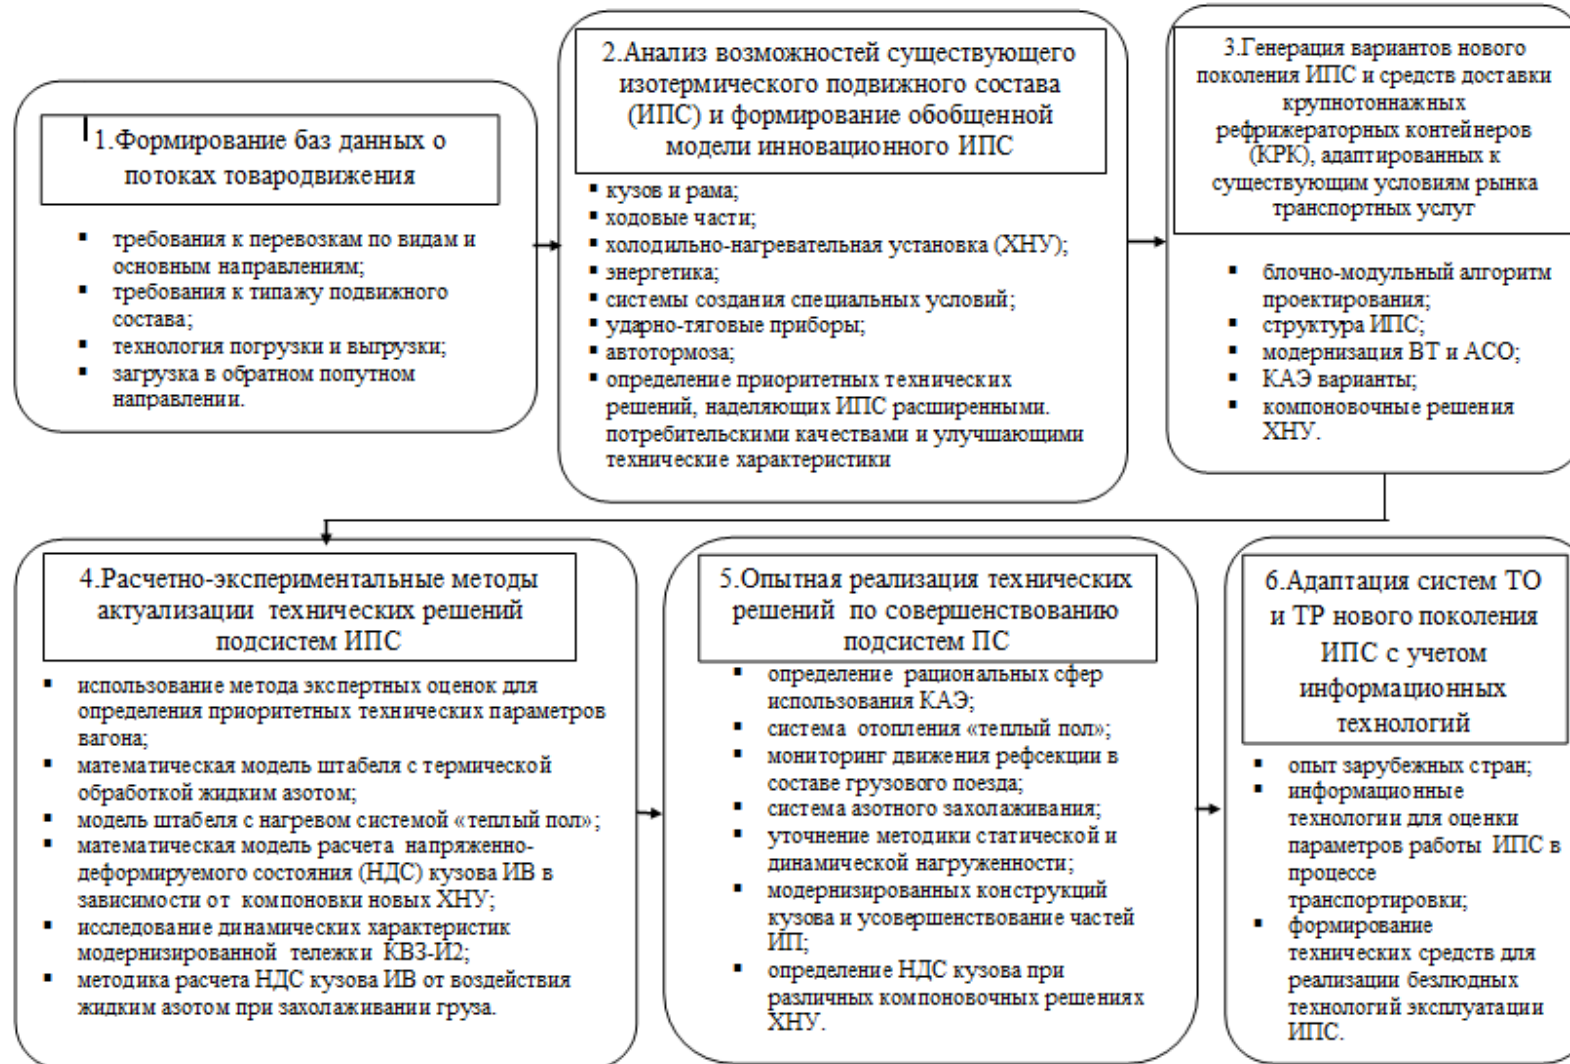 1.Формирование баз данных о
потоках товародвижения
▪ требования к перевозкам по видам и
основным направлениям;
▪ требования к типажу подвижного
состава;
▪ технология погрузки и выгрузки;
▪ загрузка в обратном попутном
направлении.
2.Анализ возможностей существующего
изотермического подвижного состава
(ИПС) и формирование обобщенной
модели инновационного ИПС
▪ кузов и рама;
▪ ходовые части;
▪ холодильно-нагревательная установка (ХНУ);
▪ энергетика;
▪ системы создания специальных условий;
▪ ударно-тяговые приборы;
▪ автотормоза;
▪ определение приоритетных технических
решений, наделяющих ИПС расширенными.
потребительскими качествами и улучшающими
технические характеристики
3.Генерация вариантов нового
поколения ИПС и средств доставки
крупнотоннажных
рефрижераторных контейнеров
(КРК), адаптированных к
существующим условиям рынка
транспортных услуг
▪ блочно-модульный алгоритм
проектирования;
▪ структура ИПС;
▪ модернизация ВТ и АСО;
▪ КАЭ варианты;
▪ компоновочные решения
ХНУ.
4.Расчетно-экспериментальные методы
актуализации технических решений
подсистем ИПС
▪ использование метода экспертных оценок для
определения приоритетных технических параметров
вагона;
▪ математическая модель штабеля с термической
обработкой жидким азотом;
▪ модель штабеля с нагревом системой «теплый пол»;
▪ математическая модель расчета напряженно-
деформируемого состояния (НДС) кузова ИВ в
зависимости от компоновки новых ХНУ;
▪ исследование динамических характеристик
модернизированной тележки КВЗ-И2;
▪ методика расчета НДС кузова ИВ от воздействия
жидким азотом при захолаживании груза.
5.Опытная реализация технических
решений по совершенствованию
подсистем ПС
▪ определение рациональных сфер
использования КАЭ;
▪ система отопления «теплый пол»;
▪ мониторинг движения рефсекции в
составе грузового поезда;
▪ система азотного захолаживания;
▪ уточнение методики статической и
динамической нагруженности;
▪ модернизированных конструкций
кузова и усовершенствование частей
ИП;
▪ определение НДС кузова при
различных компоновочных решениях
ХНУ.
6.Адаптация систем ТО
и ТР нового поколения
ИПС с учетом
информационных
технологий
▪ опыт зарубежных стран;
▪ информационные
технологии для оценки
параметров работы ИПС в
процессе
транспортировки;
▪ формирование
технических средств для
реализации безлюдных
технологий эксплуатации
ИПС.